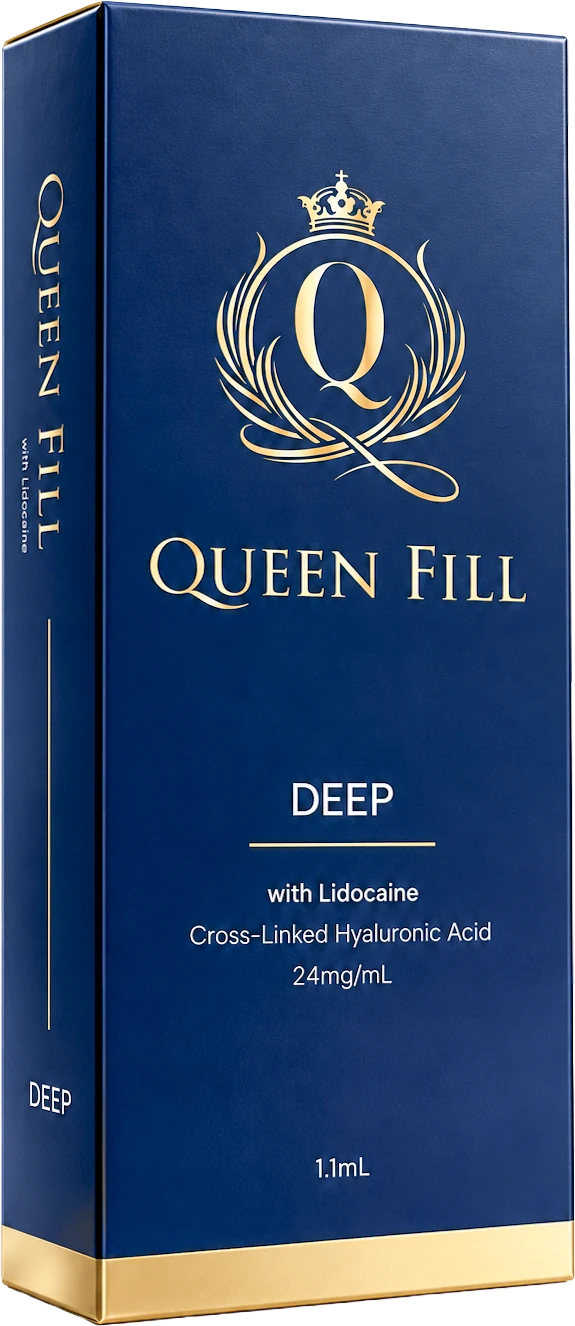 QUEEN FILL
with Lidocaine
DEEP
Q
QUEEN FILL
DEEP
with Lidocaine
Cross-Linked Hyaluronic Acid
24mg/mL
1.1mL